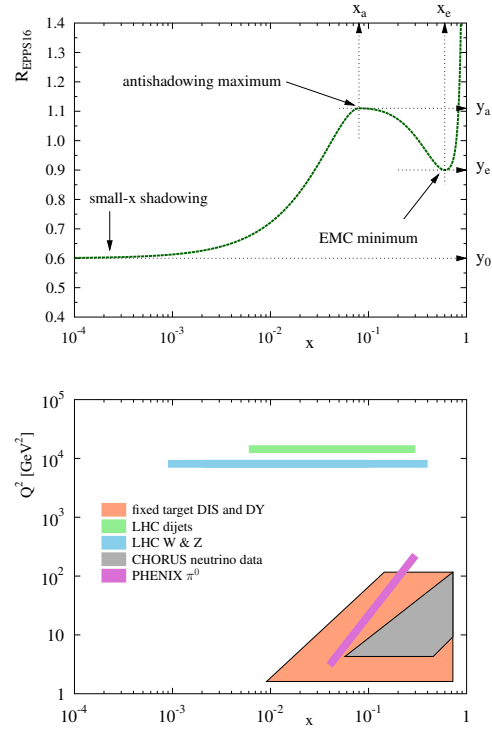 x_a x_e
R_EPPS16
1.4
1.3
1.2
1.1
1.0
0.9
0.8
0.7
0.6
0.5
0.4
antishadowing maximum
small-x shadowing
EMC minimum
y_a
y_e
y_0
10^-4 10^-3 10^-2 10^-1 1
x
Q^2 [GeV^2]
10^5
10^4
10^3
10^2
10
1
fixed target DIS and DY
LHC dijets
LHC W & Z
CHORUS neutrino data
PHENIX π^0
10^-4 10^-3 10^-2 10^-1 1
x